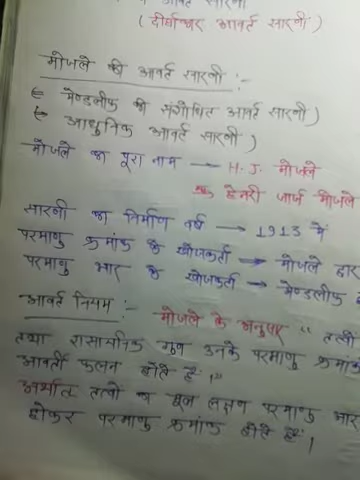 आवर्त सारणी
( दीर्घाकार आवर्त सारणी )
मोजले की आवर्त सारणी :-
( मेण्डलीफ की संशोधित आवर्त सारणी )
( आधुनिक आवर्त सारणी )
मोजले का पूरा नाम → H. J. मोजले
हेनरी जार्ज मोजले
सारणी का निर्माण वर्ष → 1913 में
परमाणु क्रमांक के खोजकर्ता → मोजले द्वार
परमाणु भार के खोजकर्ता → मेण्डलीफ
आवर्त नियम :- मोजले के अनुसार " तत्वो
तथा रासायनिक गुण उनके परमाणु क्रमांक
आवर्ती फलन होते हैं।"
अर्थात तत्वो के मूल लक्षण परमाणु भार
होकर परमाणु क्रमांक होते हैं।